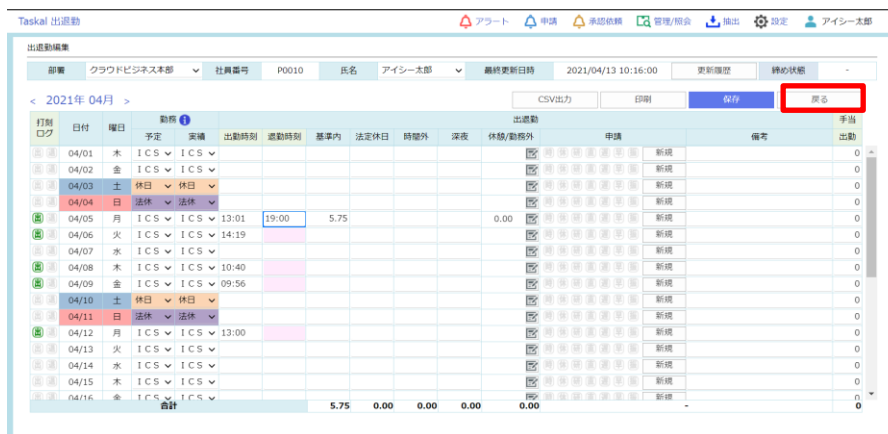 Taskal 出退勤 アラート 申請 承認依頼 管理/照会 抽出 設定 アイシー太郎
出退勤編集
部署 クラウドビジネス本部 社員番号 P0010 氏名 アイシー太郎 最終更新日時 2021/04/13 10:16:00 更新履歴 締め状態 -
< 2021年 04月 > CSV出力 印刷 保存 戻る
打刻ログ 日付 曜日 勤務 出退勤 手当
予定 実績 出勤時刻 退勤時刻 基準内 法定休日 時間外 深夜 休憩/勤務外 申請 備考 出勤
04/01 木 ICS ICS 新規 0
04/02 金 ICS ICS 新規 0
04/03 土 休日 休日 新規 0
04/04 日 法休 法休 新規 0
出 04/05 月 ICS ICS 13:01 19:00 5.75 0.00 新規 0
出 04/06 火 ICS ICS 14:19 新規 0
04/07 水 ICS ICS 新規 0
出 04/08 木 ICS ICS 10:40 新規 0
出 04/09 金 ICS ICS 09:56 新規 0
04/10 土 休日 休日 新規 0
04/11 日 法休 法休 新規 0
出 04/12 月 ICS ICS 13:00 新規 0
04/13 火 ICS ICS 新規 0
04/14 水 ICS ICS 新規 0
04/15 木 ICS ICS 新規 0
04/16 金 ICS ICS 新規 0
合計 5.75 0.00 0.00 0.00 0.00 - 0